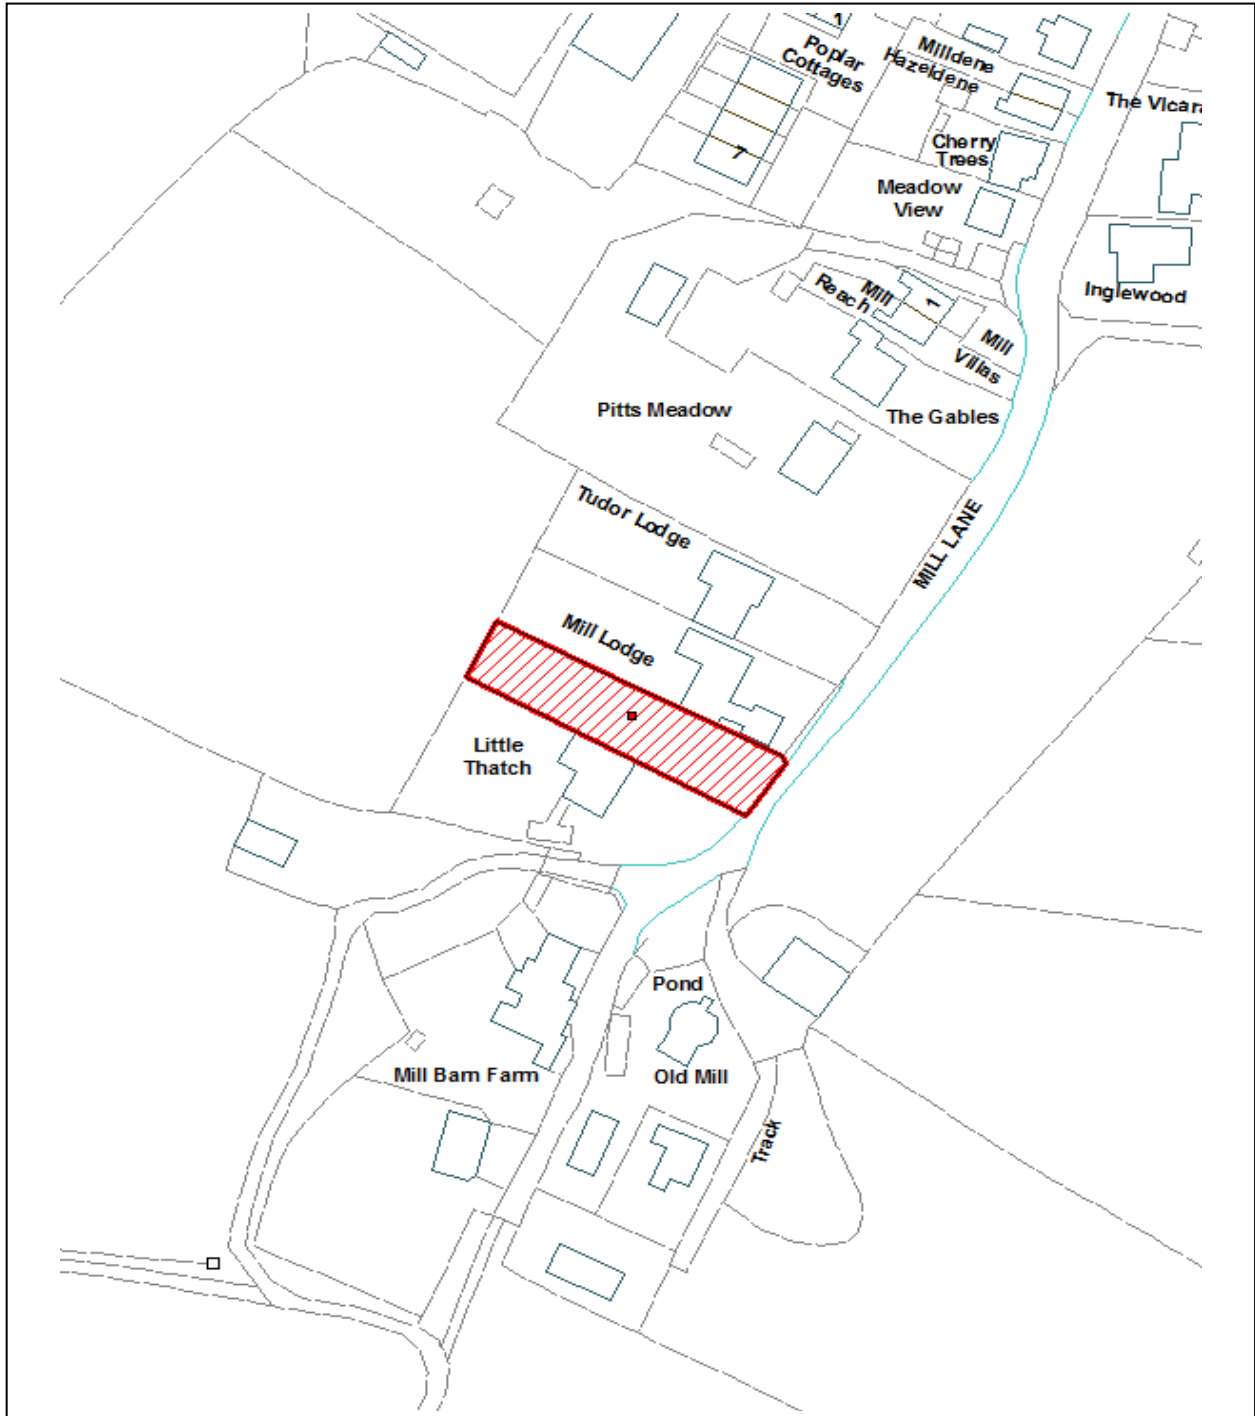 1
Poplar
Cottages
Milldene
Hazeldene
The Vicara
7
Cherry
Trees
Meadow
View
Inglewood
Mill
Reach
1
Mill
Villas
Pitts Meadow
The Gables
Tudor Lodge
MILL LANE
Mill Lodge
Little
Thatch
Pond
Mill Barn Farm
Old Mill
Track